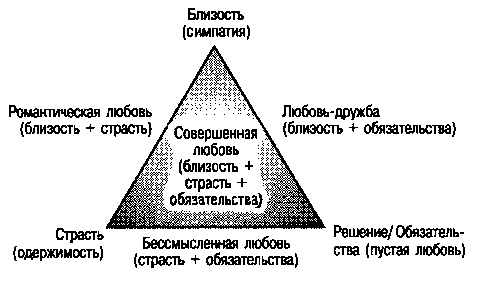 Близость
(симпатия)
Романтическая любовь
(близость + страсть)
Любовь-дружба
(близость + обязательства)
Совершенная
любовь
(близость +
страсть +
обязательства)
Страсть
(одержимость)
Бессмысленная любовь
(страсть + обязательства)
Решение/Обязатель-
ства (пустая любовь)